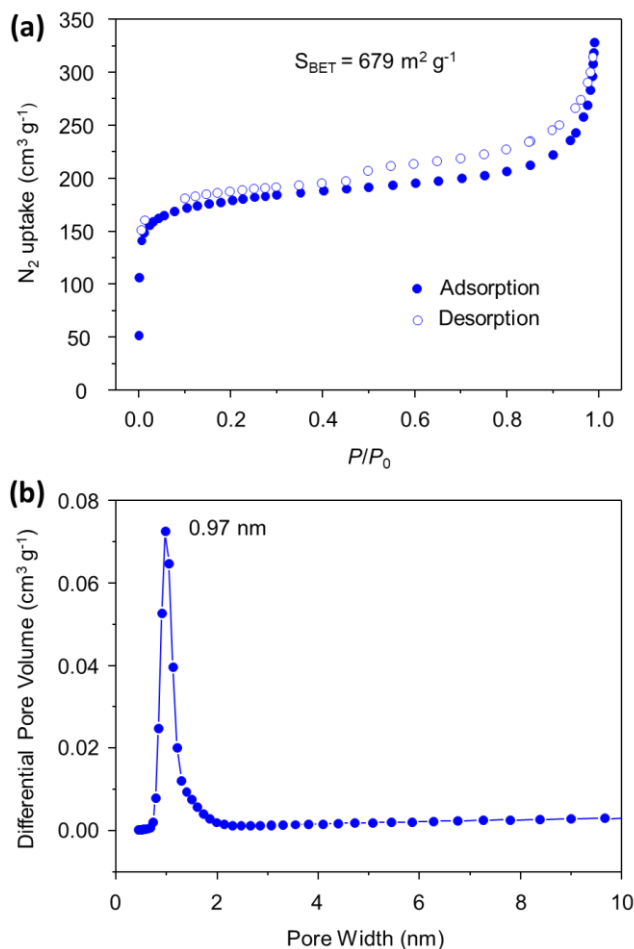 (a)
S_BET = 679 m² g⁻¹
N₂ uptake (cm³ g⁻¹)
350
300
250
200
150
100
50
0
Adsorption
Desorption
0.0 0.2 0.4 0.6 0.8 1.0
P/P₀
(b)
0.97 nm
Differential Pore Volume (cm³ g⁻¹)
0.08
0.06
0.04
0.02
0.00
0 2 4 6 8 10
Pore Width (nm)